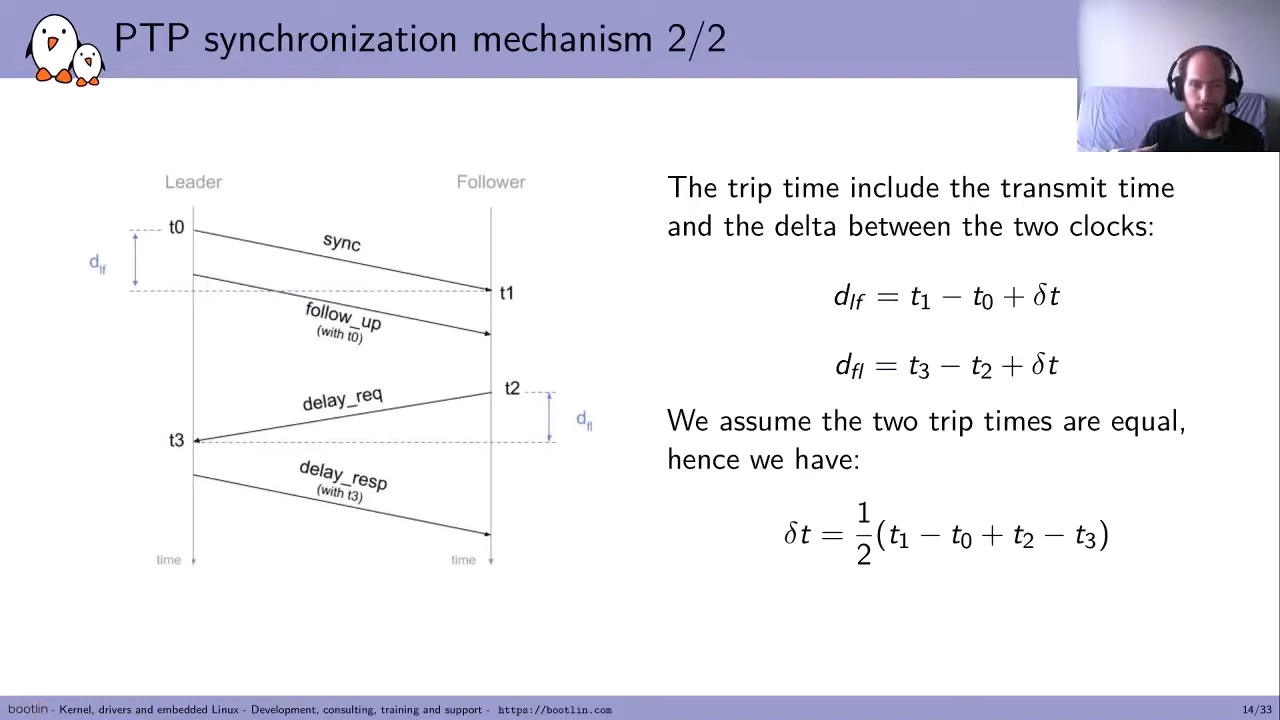 PTP synchronization mechanism 2/2
Leader
Follower
t0
sync
d_lf
t1
follow_up
(with t0)
t2
delay_req
d_fl
t3
delay_resp
(with t3)
time
time
The trip time include the transmit time
and the delta between the two clocks:
d_lf = t_1 − t_0 + δt
d_fl = t_3 − t_2 + δt
We assume the two trip times are equal,
hence we have:
δt = 1/2(t_1 − t_0 + t_2 − t_3)
bootlin - Kernel, drivers and embedded Linux - Development, consulting, training and support - https://bootlin.com
14/33